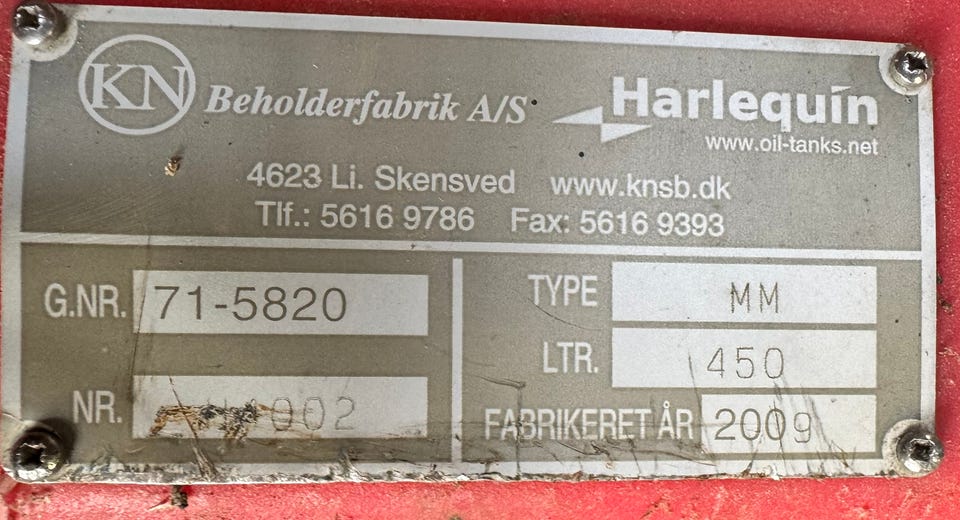 KN Beholderfabrik A/S Harlequin
www.oil-tanks.net
4623 Li. Skensved www.knsb.dk
Tlf.: 5616 9786 Fax: 5616 9393
G.NR. 71-5820
NR.
TYPE MM
LTR. 450
FABRIKERET ÅR 2009